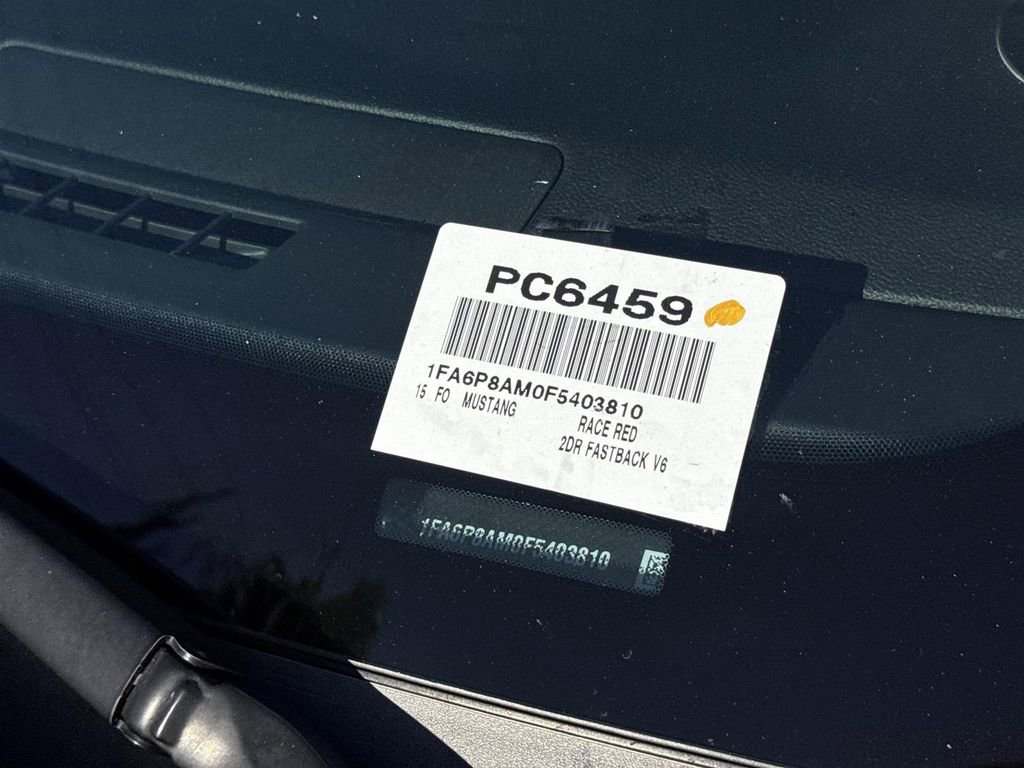 PC6459
1FA6P8AM0F5403810
15 FO MUSTANG
RACE RED
2DR FASTBACK V6
1FA6P8AM0F5403810